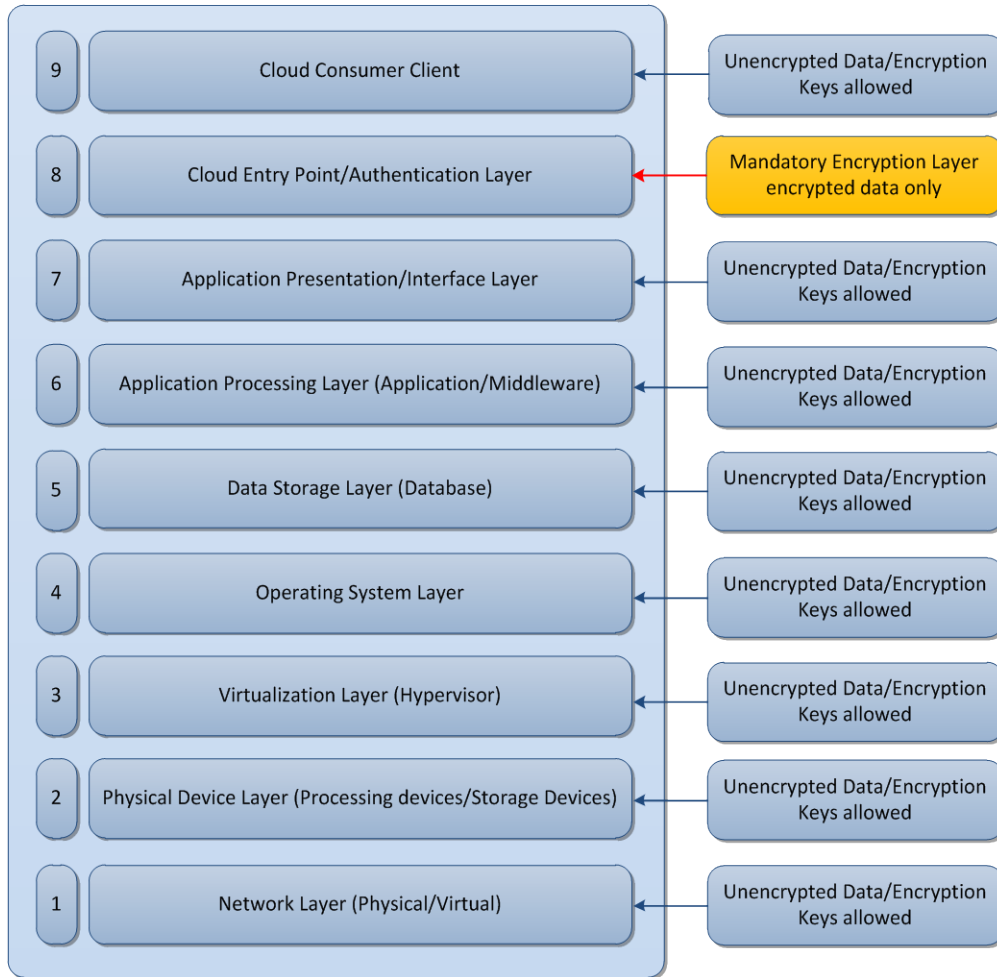 9
Cloud Consumer Client
Unencrypted Data/Encryption
Keys allowed
8
Cloud Entry Point/Authentication Layer
Mandatory Encryption Layer
encrypted data only
7
Application Presentation/Interface Layer
Unencrypted Data/Encryption
Keys allowed
6
Application Processing Layer (Application/Middleware)
Unencrypted Data/Encryption
Keys allowed
5
Data Storage Layer (Database)
Unencrypted Data/Encryption
Keys allowed
4
Operating System Layer
Unencrypted Data/Encryption
Keys allowed
3
Virtualization Layer (Hypervisor)
Unencrypted Data/Encryption
Keys allowed
2
Physical Device Layer (Processing devices/Storage Devices)
Unencrypted Data/Encryption
Keys allowed
1
Network Layer (Physical/Virtual)
Unencrypted Data/Encryption
Keys allowed